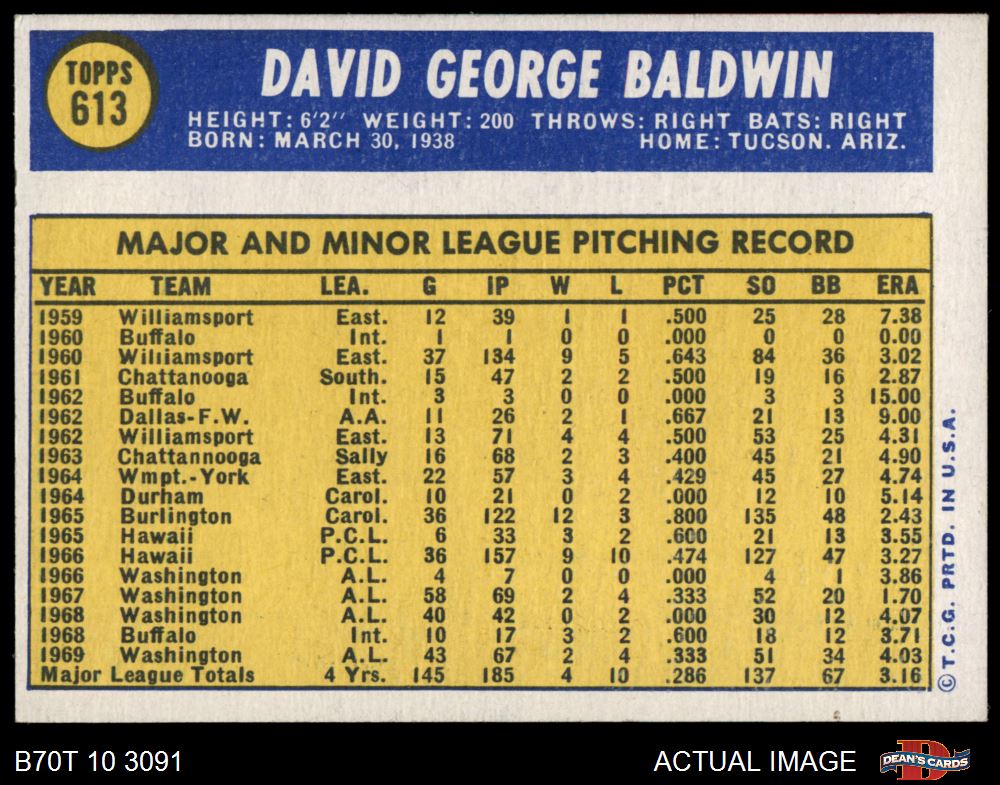 TOPPS
613
DAVID GEORGE BALDWIN
HEIGHT: 6'2" WEIGHT: 200 THROWS: RIGHT BATS: RIGHT
BORN: MARCH 30, 1938 HOME: TUCSON. ARIZ.
MAJOR AND MINOR LEAGUE PITCHING RECORD
YEAR TEAM LEA. G IP W L PCT SO BB ERA
1959 Williamsport East. 12 39 1 1 .500 25 28 7.38
1960 Buffalo Int. 1 1 0 0 .000 0 0 0.00
1960 Williamsport East. 37 134 9 5 .643 84 36 3.02
1961 Chattanooga South. 15 47 2 2 .500 19 16 2.87
1962 Buffalo Int. 3 3 0 0 .000 3 3 15.00
1962 Dallas-F.W. A.A. 11 26 2 1 .667 21 13 9.00
1962 Williamsport East. 13 71 4 4 .500 53 25 4.31
1963 Chattannooga Sally 16 68 2 3 .400 45 21 4.90
1964 Wmpt.-York East. 22 57 3 4 .429 45 27 4.74
1964 Durham Carol. 10 21 0 2 .000 12 10 5.14
1965 Burlington Carol. 36 122 12 3 .800 135 48 2.43
1965 Hawaii P.C.L. 6 33 3 2 .600 21 13 3.55
1966 Hawaii P.C.L. 36 157 9 10 .474 127 47 3.27
1966 Washington A.L. 4 7 0 0 .000 4 1 3.86
1967 Washington A.L. 58 69 2 4 .333 52 20 1.70
1968 Washington A.L. 40 42 0 2 .000 30 12 4.07
1968 Buffalo Int. 10 17 3 2 .600 18 12 3.71
1969 Washington A.L. 43 67 2 4 .333 51 34 4.03
Major League Totals 4 Yrs. 145 185 4 10 .286 137 67 3.16
© T.C.G. PRTD. IN U.S.A.
B70T 10 3091 ACTUAL IMAGE
DEAN'S CARDS